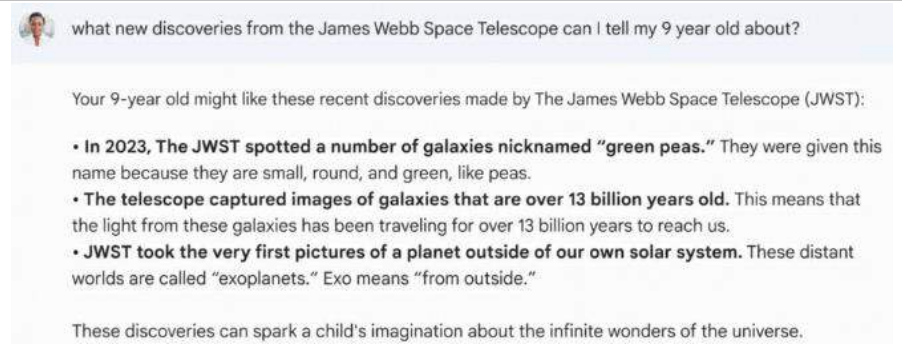 what new discoveries from the James Webb Space Telescope can I tell my 9 year old about?
Your 9-year old might like these recent discoveries made by The James Webb Space Telescope (JWST):
• In 2023, The JWST spotted a number of galaxies nicknamed “green peas.” They were given this
name because they are small, round, and green, like peas.
• The telescope captured images of galaxies that are over 13 billion years old. This means that
the light from these galaxies has been traveling for over 13 billion years to reach us.
• JWST took the very first pictures of a planet outside of our own solar system. These distant
worlds are called “exoplanets.” Exo means “from outside.”
These discoveries can spark a child's imagination about the infinite wonders of the universe.